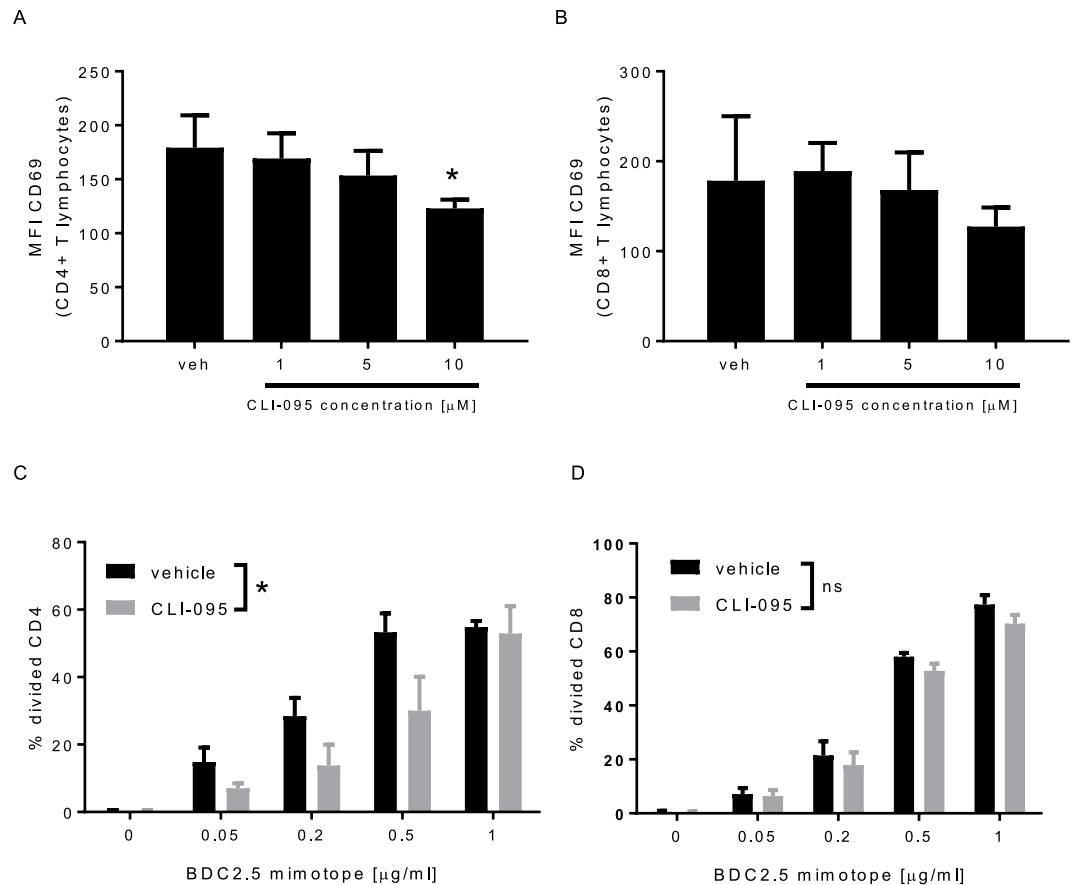 A
MFI CD69
(CD4+ T lymphocytes)
250
200
150
100
50
0
*
veh 1 5 10
CLI-095 concentration [μM]
B
MFI CD69
(CD8+ T lymphocytes)
300
200
100
0
veh 1 5 10
CLI-095 concentration [μM]
C
% divided CD4
80
60
40
20
0
vehicle
CLI-095
*
0 0.05 0.2 0.5 1
BDC2.5 mimotope [μg/ml]
D
% divided CD8
100
80
60
40
20
0
vehicle
CLI-095
ns
0 0.05 0.2 0.5 1
BDC2.5 mimotope [μg/ml]